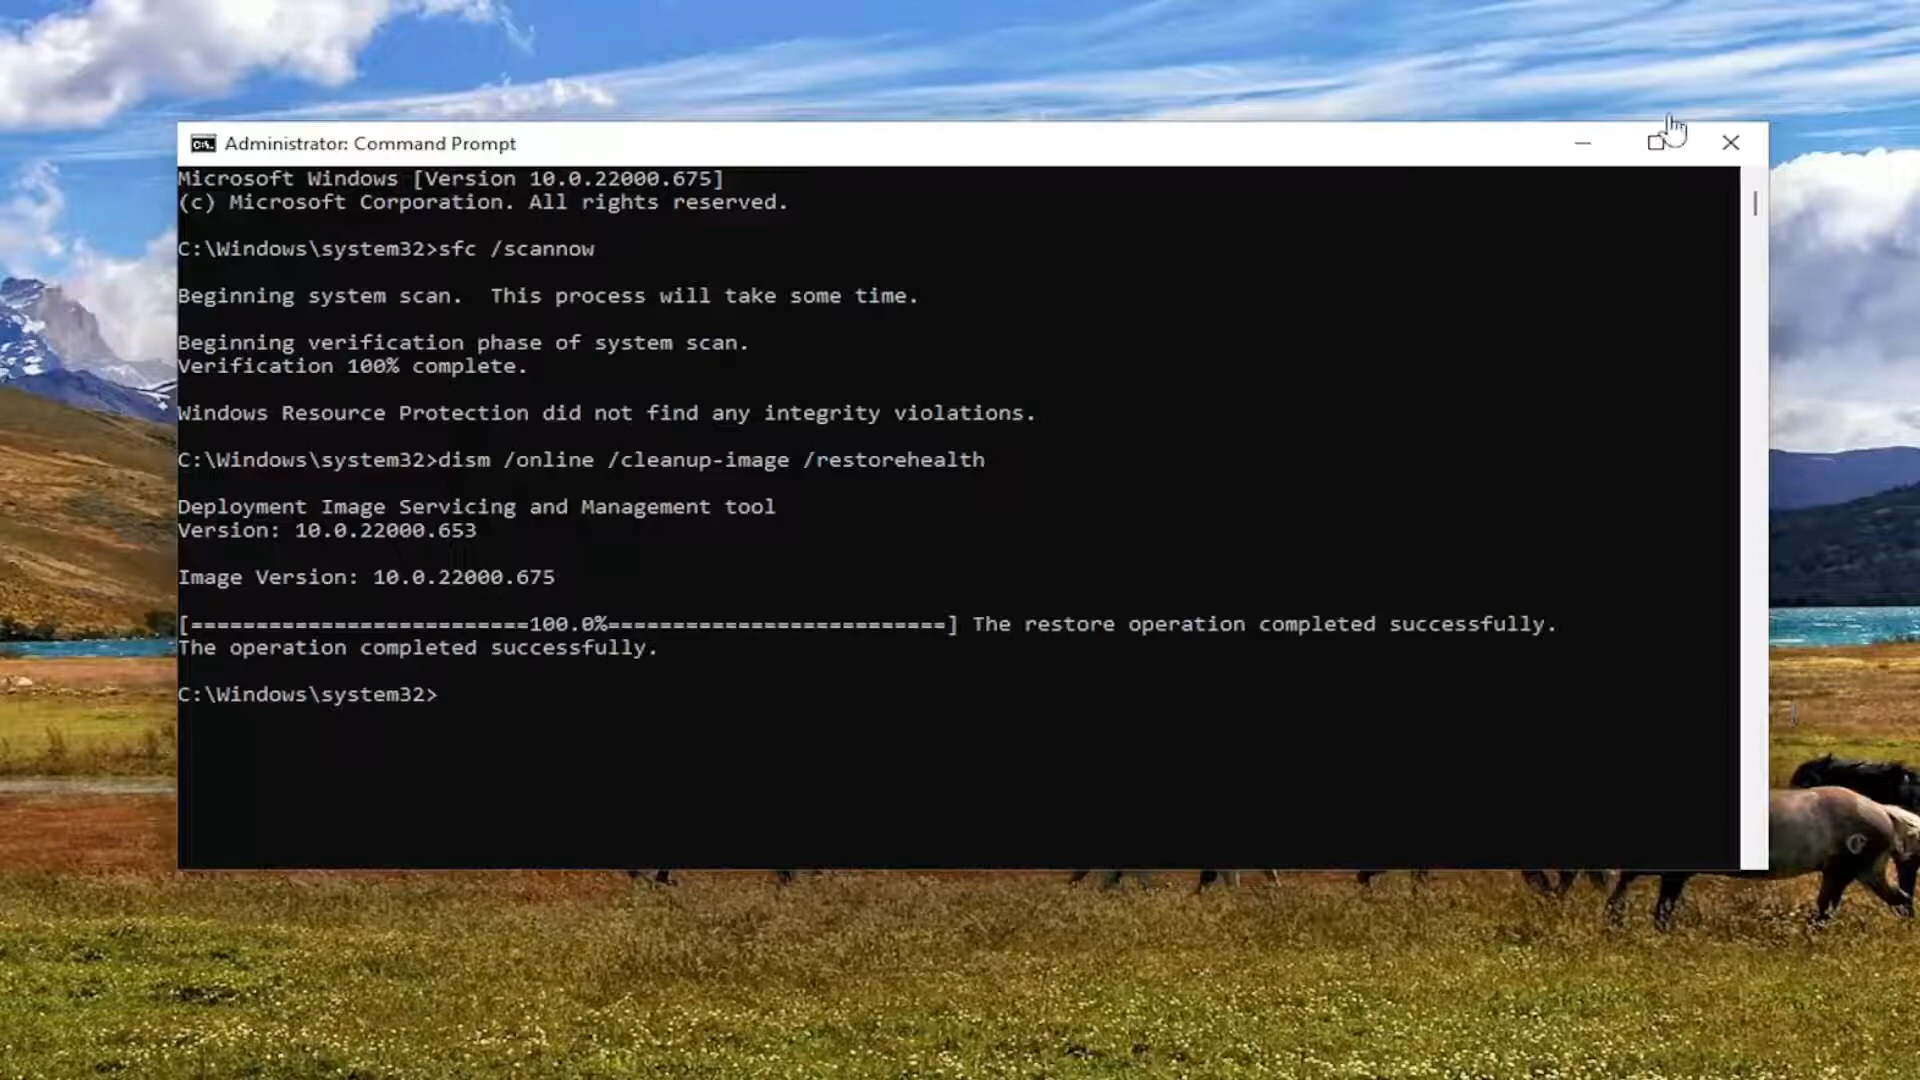 Administrator: Command Prompt
Microsoft Windows [Version 10.0.22000.675]
(c) Microsoft Corporation. All rights reserved.
C:\Windows\system32>sfc /scannow
Beginning system scan.  This process will take some time.
Beginning verification phase of system scan.
Verification 100% complete.
Windows Resource Protection did not find any integrity violations.
C:\Windows\system32>dism /online /cleanup-image /restorehealth
Deployment Image Servicing and Management tool
Version: 10.0.22000.653
Image Version: 10.0.22000.675
[==========================100.0%==========================] The restore operation completed successfully.
The operation completed successfully.
C:\Windows\system32>